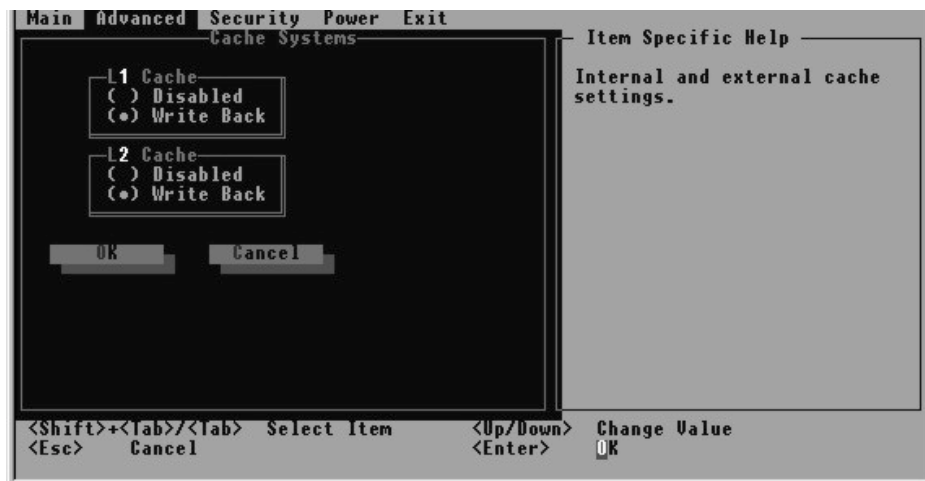 Main Advanced Security Power Exit
Cache Systems
Item Specific Help
L1 Cache
( ) Disabled
(•) Write Back
Internal and external cache
settings.
L2 Cache
( ) Disabled
(•) Write Back
OK Cancel
<Shift>+<Tab>/<Tab> Select Item <Up/Down> Change Value
<Esc> Cancel <Enter> OK